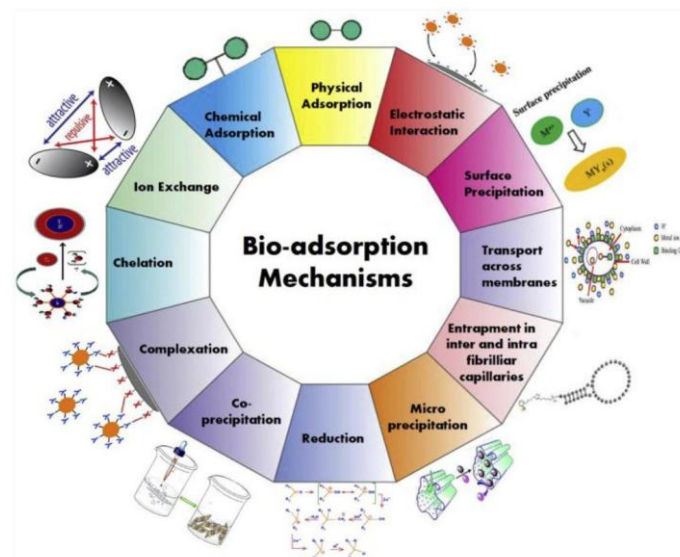 Bio-adsorption
Mechanisms
Physical
Adsorption
Electrostatic
Interaction
Surface
Precipitation
Transport
across
membranes
Entrapment in
inter and intra
fibrilliar
capillaries
Micro
precipitation
Reduction
Co-
precipitation
Complexation
Chelation
Ion Exchange
Chemical
Adsorption
attractive
repulsive
attractive
Surface precipitation
Cytoplasm
Cell Wall